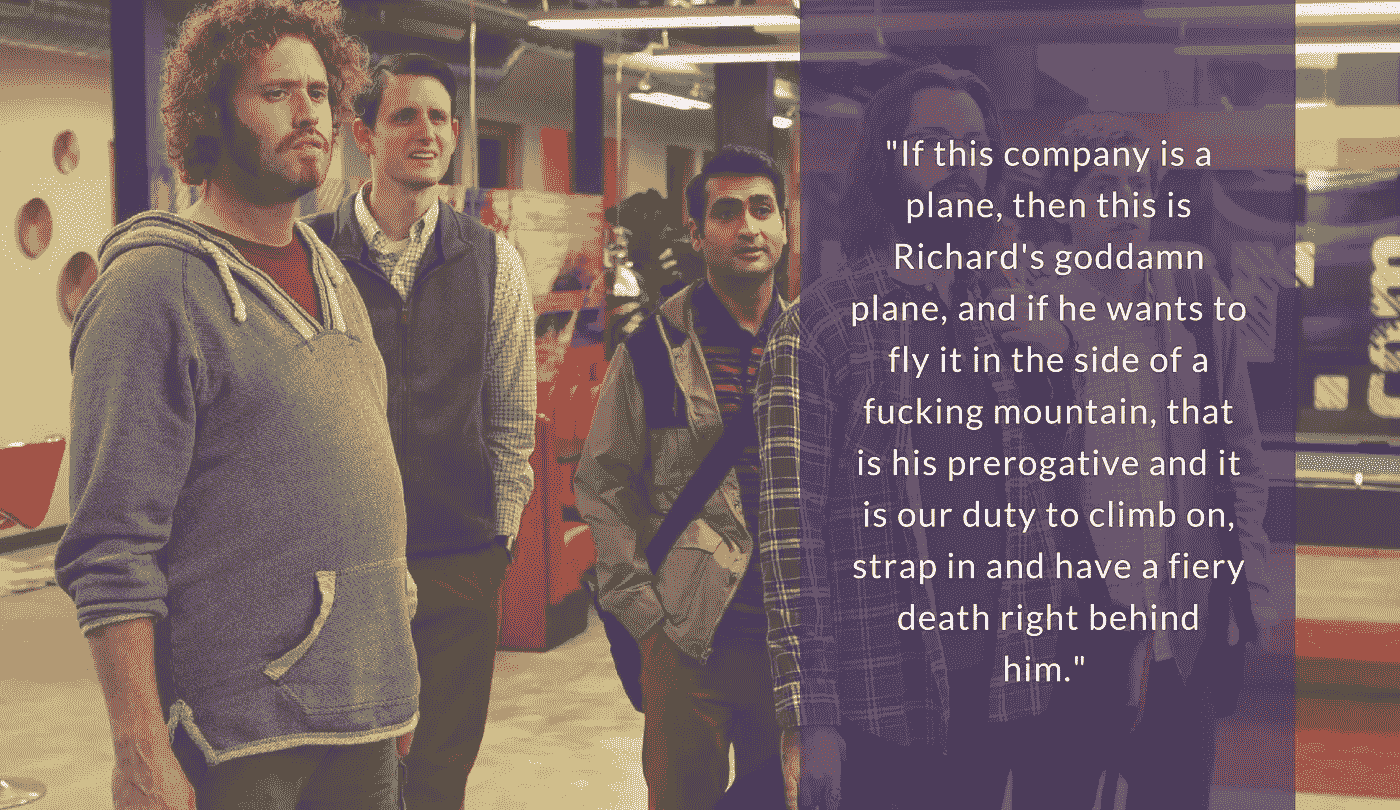 "If this company is a
plane, then this is
Richard's goddamn
plane, and if he wants to
fly it in the side of a
fucking mountain, that
is his prerogative and it
is our duty to climb on,
strap in and have a fiery
death right behind
him."